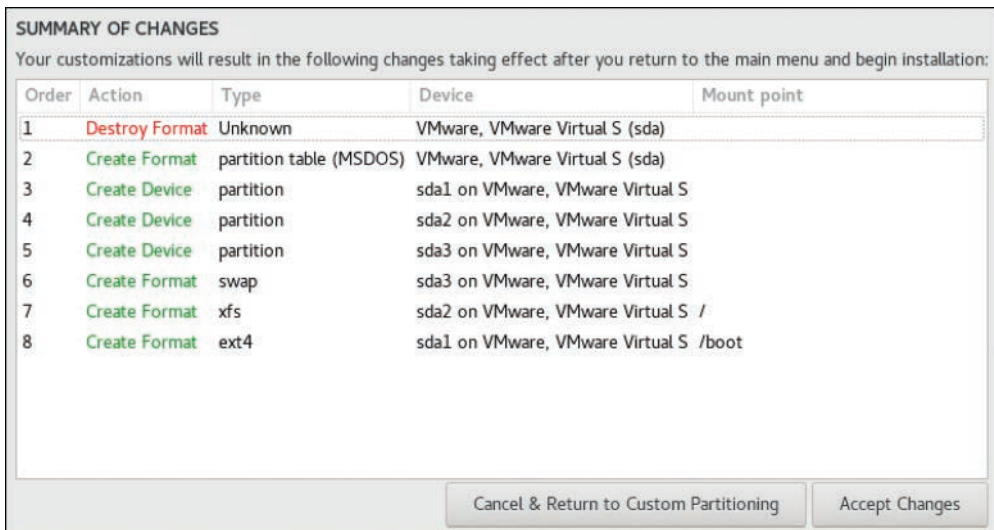 SUMMARY OF CHANGES
Your customizations will result in the following changes taking effect after you return to the main menu and begin installation:
Order Action Type Device Mount point
1 Destroy Format Unknown VMware, VMware Virtual S (sda)
2 Create Format partition table (MSDOS) VMware, VMware Virtual S (sda)
3 Create Device partition sda1 on VMware, VMware Virtual S
4 Create Device partition sda2 on VMware, VMware Virtual S
5 Create Device partition sda3 on VMware, VMware Virtual S
6 Create Format swap sda3 on VMware, VMware Virtual S
7 Create Format xfs sda2 on VMware, VMware Virtual S /
8 Create Format ext4 sda1 on VMware, VMware Virtual S /boot
Cancel & Return to Custom Partitioning Accept Changes